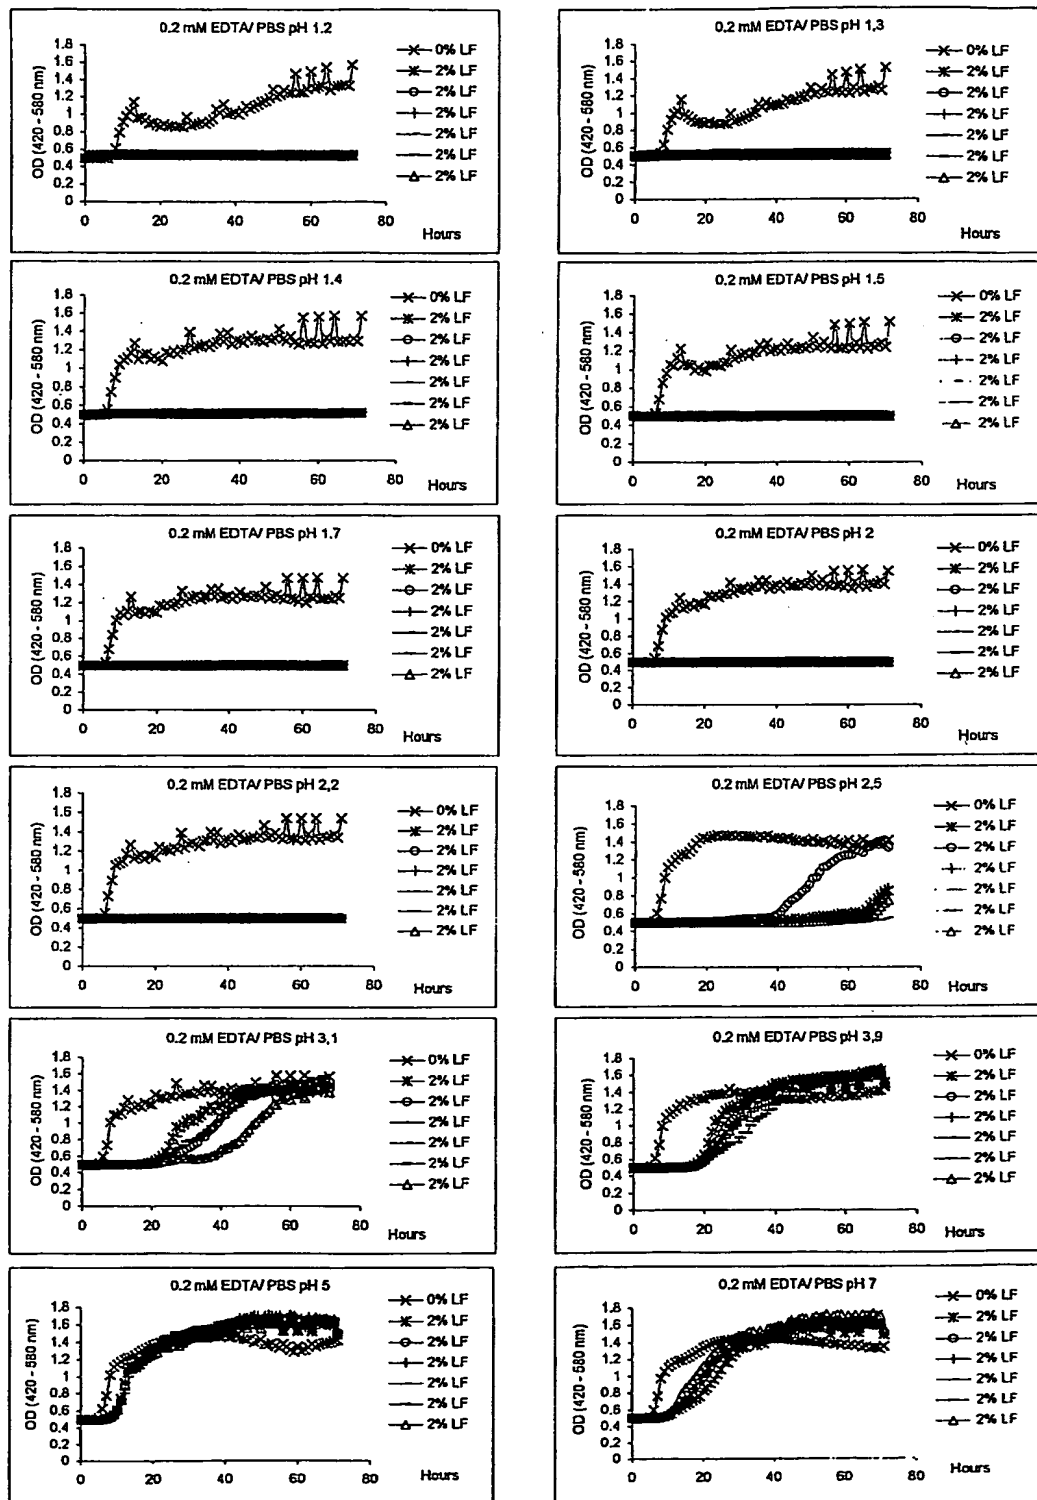 0.2 mM EDTA/ PBS pH 1.2
OD (420 - 580 nm)
1.8
1.6
1.4
1.2
1
0.8
0.6
0.4
0.2
0
0 20 40 60 80
Hours
0% LF
2% LF
2% LF
2% LF
2% LF
2% LF
2% LF
0.2 mM EDTA/ PBS pH 1,3
OD (420 - 580 nm)
1.8
1.6
1.4
1.2
1
0.8
0.6
0.4
0.2
0
0 20 40 60 80
Hours
0% LF
2% LF
2% LF
2% LF
2% LF
2% LF
2% LF
0.2 mM EDTA/ PBS pH 1.4
OD (420 - 580 nm)
1.8
1.6
1.4
1.2
1
0.8
0.6
0.4
0.2
0
0 20 40 60 80
Hours
0% LF
2% LF
2% LF
2% LF
2% LF
2% LF
2% LF
0.2 mM EDTA/ PBS pH 1.5
OD (420 - 580 nm)
1.8
1.6
1.4
1.2
1
0.8
0.6
0.4
0.2
0
0 20 40 60 80
Hours
0% LF
2% LF
2% LF
2% LF
2% LF
2% LF
2% LF
0.2 mM EDTA/ PBS pH 1.7
OD (420 - 580 nm)
1.8
1.6
1.4
1.2
1
0.8
0.6
0.4
0.2
0
0 20 40 60 80
Hours
0% LF
2% LF
2% LF
2% LF
2% LF
2% LF
2% LF
0.2 mM EDTA/ PBS pH 2
OD (420 - 580 nm)
1.8
1.6
1.4
1.2
1
0.8
0.6
0.4
0.2
0
0 20 40 60 80
Hours
0% LF
2% LF
2% LF
2% LF
2% LF
2% LF
2% LF
0.2 mM EDTA/ PBS pH 2,2
OD (420 - 580 nm)
1.8
1.6
1.4
1.2
1
0.8
0.6
0.4
0.2
0
0 20 40 60 80
Hours
0% LF
2% LF
2% LF
2% LF
2% LF
2% LF
2% LF
0.2 mM EDTA/ PBS pH 2,5
OD (420 - 580 nm)
1.8
1.6
1.4
1.2
1
0.8
0.6
0.4
0.2
0
0 20 40 60 80
Hours
0% LF
2% LF
2% LF
2% LF
2% LF
2% LF
2% LF
0.2 mM EDTA/ PBS pH 3,1
OD (420 - 580 nm)
1.8
1.6
1.4
1.2
1
0.8
0.6
0.4
0.2
0
0 20 40 60 80
Hours
0% LF
2% LF
2% LF
2% LF
2% LF
2% LF
2% LF
0.2 mM EDTA/ PBS pH 3,9
OD (420 - 580 nm)
1.8
1.6
1.4
1.2
1
0.8
0.6
0.4
0.2
0
0 20 40 60 80
Hours
0% LF
2% LF
2% LF
2% LF
2% LF
2% LF
2% LF
0.2 mM EDTA/ PBS pH 5
OD (420 - 580 nm)
1.8
1.6
1.4
1.2
1
0.8
0.6
0.4
0.2
0
0 20 40 60 80
Hours
0% LF
2% LF
2% LF
2% LF
2% LF
2% LF
2% LF
0.2 mM EDTA/ PBS pH 7
OD (420 - 580 nm)
1.8
1.6
1.4
1.2
1
0.8
0.6
0.4
0.2
0
0 20 40 60 80
Hours
0% LF
2% LF
2% LF
2% LF
2% LF
2% LF
2% LF